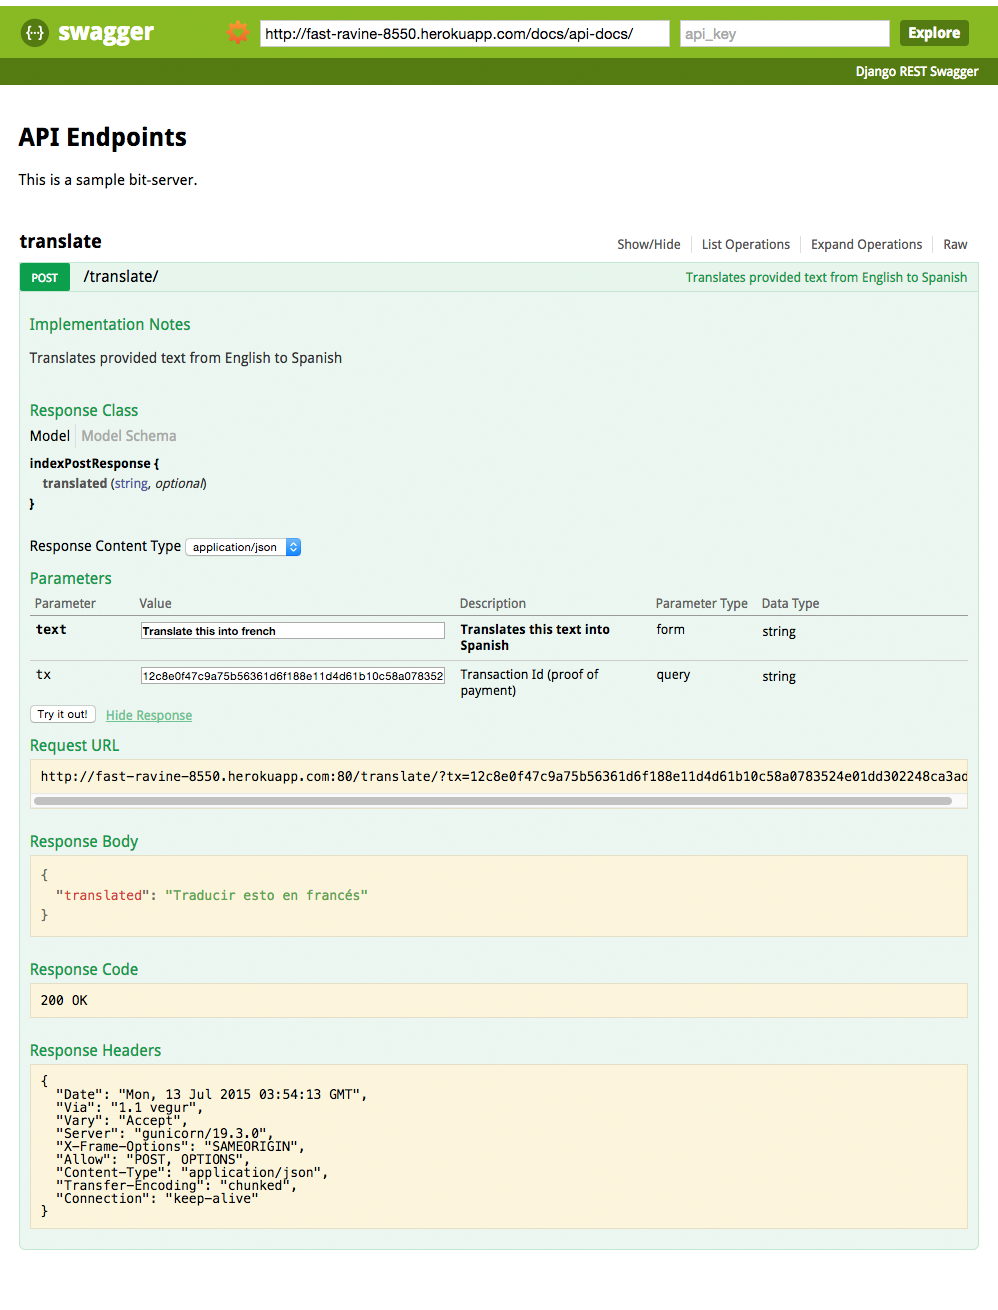 {··} swagger http://fast-ravine-8550.herokuapp.com/docs/api-docs/ api_key Explore
Django REST Swagger
API Endpoints
This is a sample bit-server.
translate Show/Hide List Operations Expand Operations Raw
POST /translate/ Translates provided text from English to Spanish
Implementation Notes
Translates provided text from English to Spanish
Response Class
Model Model Schema
indexPostResponse {
translated (string, optional)
}
Response Content Type application/json
Parameters
Parameter Value Description Parameter Type Data Type
text Translate this into french Translates this text into form string
Spanish
tx 12c8e0f47c9a75b56361d6f188e11d4d61b10c58a078352 Transaction Id (proof of query string
payment)
Try it out! Hide Response
Request URL
http://fast-ravine-8550.herokuapp.com:80/translate/?tx=12c8e0f47c9a75b56361d6f188e11d4d61b10c58a0783524e01dd302248ca3ad
Response Body
{
"translated": "Traducir esto en francés"
}
Response Code
200 OK
Response Headers
{
"Date": "Mon, 13 Jul 2015 03:54:13 GMT",
"Via": "1.1 vegur",
"Vary": "Accept",
"Server": "gunicorn/19.3.0",
"X-Frame-Options": "SAMEORIGIN",
"Allow": "POST, OPTIONS",
"Content-Type": "application/json",
"Transfer-Encoding": "chunked",
"Connection": "keep-alive"
}